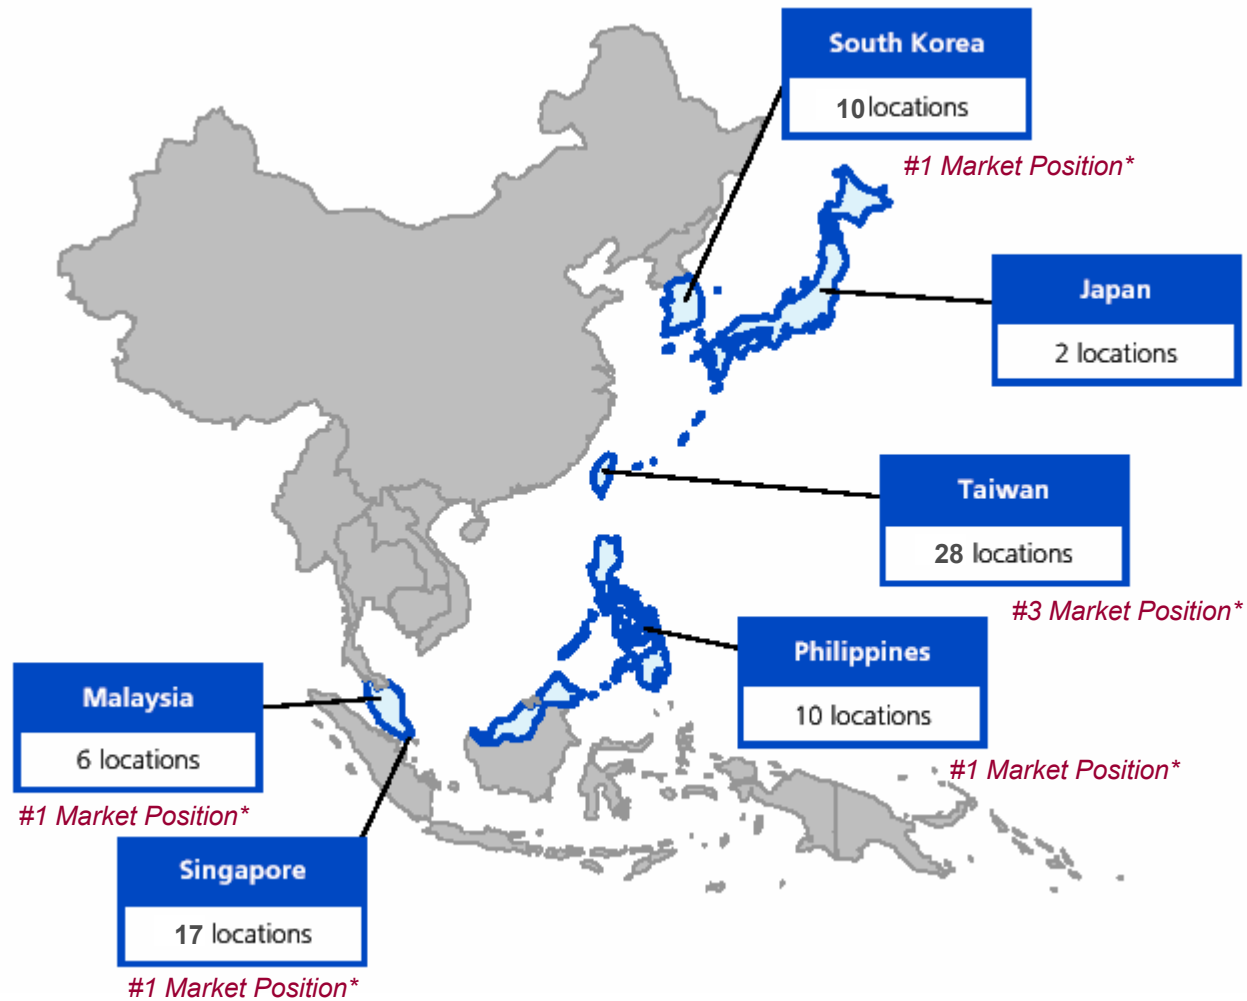 South Korea
10 locations
#1 Market Position*
Japan
2 locations
Taiwan
28 locations
#3 Market Position*
Philippines
10 locations
#1 Market Position*
Malaysia
6 locations
#1 Market Position*
Singapore
17 locations
#1 Market Position*